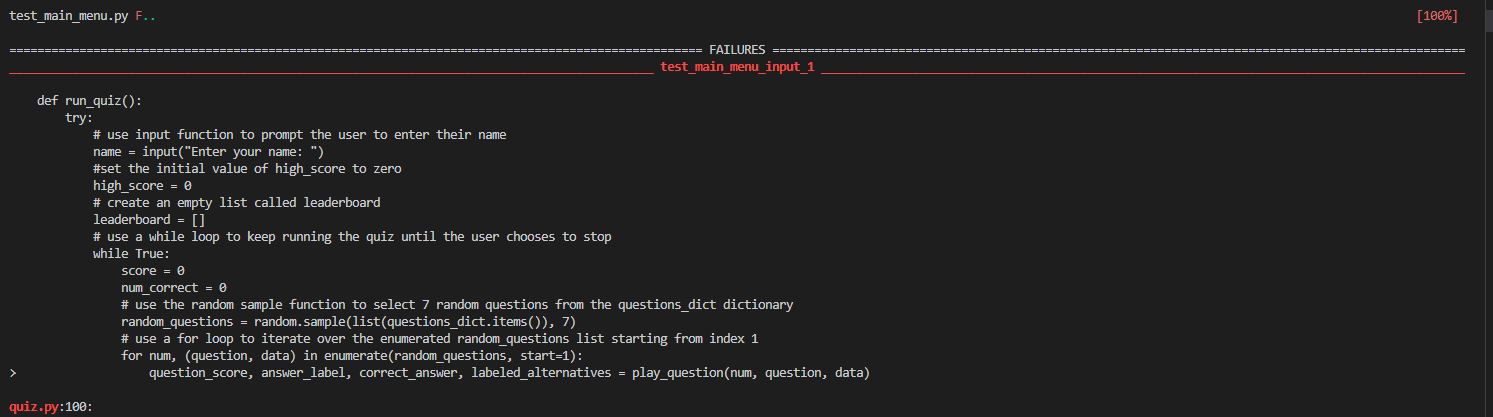 test_main_menu.py F.. [100%]
=================================================================================================== FAILURES ===================================================================================================
____________________________________________________________________________________________ test_main_menu_input_1 ____________________________________________________________________________________________
    def run_quiz():
        try:
            # use input function to prompt the user to enter their name
            name = input("Enter your name: ")
            #set the initial value of high_score to zero
            high_score = 0
            # create an empty list called leaderboard
            leaderboard = []
            # use a while loop to keep running the quiz until the user chooses to stop
            while True:
                score = 0
                num_correct = 0
                # use the random sample function to select 7 random questions from the questions_dict dictionary
                random_questions = random.sample(list(questions_dict.items()), 7)
                # use a for loop to iterate over the enumerated random_questions list starting from index 1
                for num, (question, data) in enumerate(random_questions, start=1):
>                   question_score, answer_label, correct_answer, labeled_alternatives = play_question(num, question, data)
quiz.py:100: